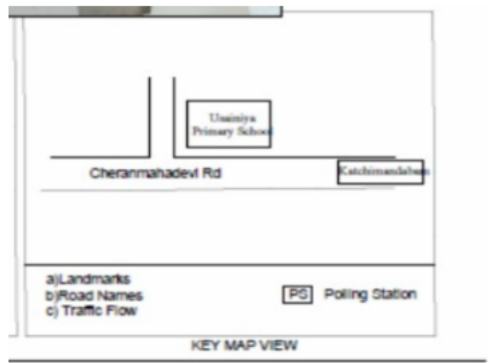 Usainiya
Primary School
Cheranmahadevi Rd
Katchimandabam
a)Landmarks
b)Road Names
c) Traffic Flow
PS Polling Station
KEY MAP VIEW